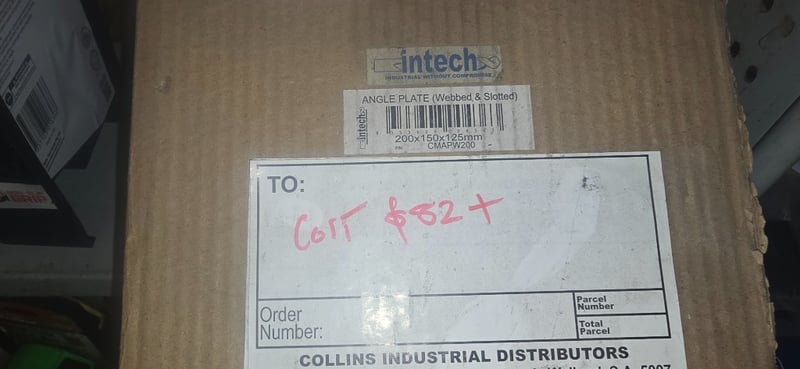 intech
INDUSTRIAL WITHOUT COMPROMISE
ANGLE PLATE (Webbed & Slotted)
intech
200x150x125mm
CMAPW200
TO:
COST $82+
Order
Number:
Parcel
Number
Total
Parcel
COLLINS INDUSTRIAL DISTRIBUTORS
GRIP